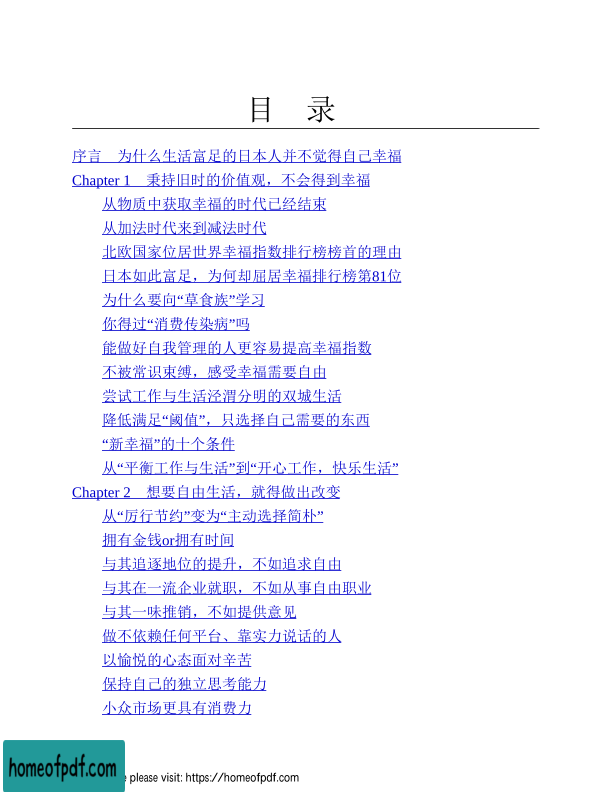 目 录
序言 为什么生活富足的日本人并不觉得自己幸福
Chapter 1 秉持旧时的价值观，不会得到幸福
从物质中获取幸福的时代已经结束
从加法时代来到减法时代
北欧国家位居世界幸福指数排行榜榜首的理由
日本如此富足，为何却屈居幸福排行榜第81位
为什么要向“草食族”学习
你得过“消费传染病”吗
能做好自我管理的人更容易提高幸福指数
不被常识束缚，感受幸福需要自由
尝试工作与生活泾渭分明的双城生活
降低满足“阈值”，只选择自己需要的东西
“新幸福”的十个条件
从“平衡工作与生活”到“开心工作，快乐生活”
Chapter 2 想要自由生活，就得做出改变
从“厉行节约”变为“主动选择简朴”
拥有金钱or拥有时间
与其追逐地位的提升，不如追求自由
与其在一流企业就职，不如从事自由职业
与其一味推销，不如提供意见
做不依赖任何平台、靠实力说话的人
以愉悦的心态面对辛苦
保持自己的独立思考能力
小众市场更具有消费力
homeofpdf.com
please visit: https://homeofpdf.com